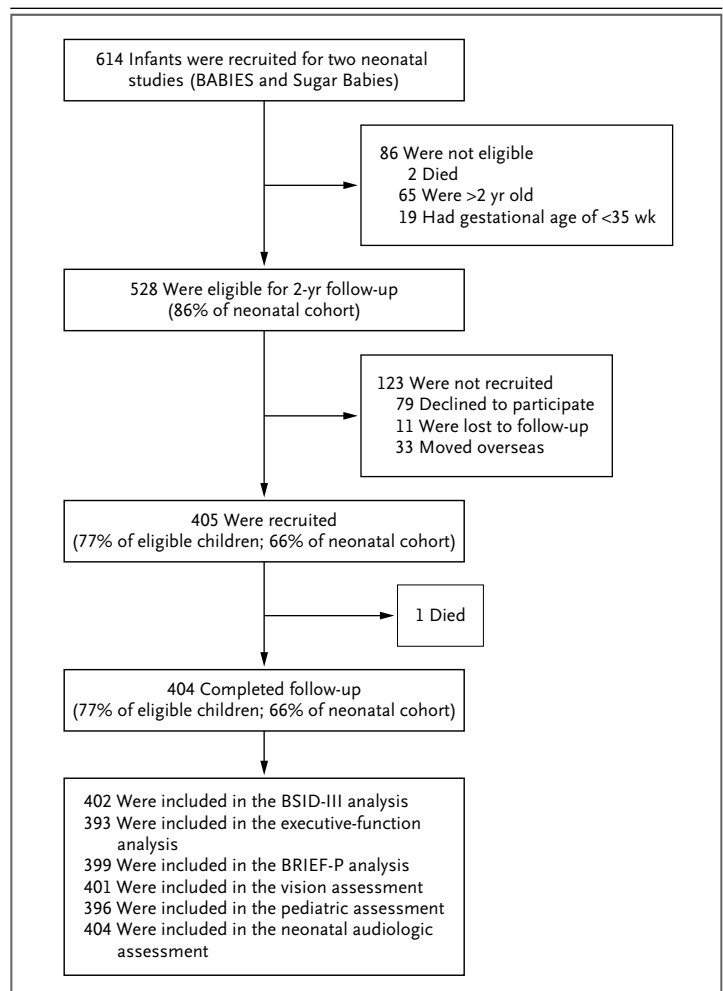 614 Infants were recruited for two neonatal
studies (BABIES and Sugar Babies)
86 Were not eligible
2 Died
65 Were >2 yr old
19 Had gestational age of <35 wk
528 Were eligible for 2-yr follow-up
(86% of neonatal cohort)
123 Were not recruited
79 Declined to participate
11 Were lost to follow-up
33 Moved overseas
405 Were recruited
(77% of eligible children; 66% of neonatal cohort)
1 Died
404 Completed follow-up
(77% of eligible children; 66% of neonatal cohort)
402 Were included in the BSID-III analysis
393 Were included in the executive-function
analysis
399 Were included in the BRIEF-P analysis
401 Were included in the vision assessment
396 Were included in the pediatric assessment
404 Were included in the neonatal audiologic
assessment